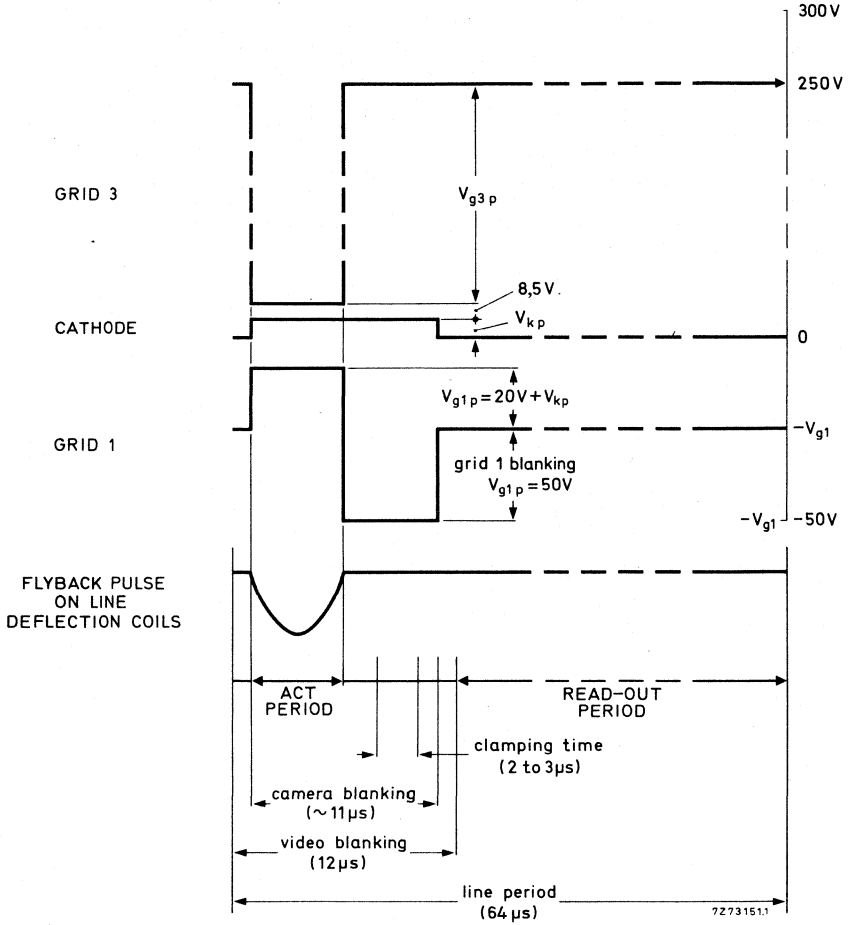 300V
250V
GRID 3
Vg3p
8,5V.
CATHODE
Vkp
0
Vg1p=20V+Vkp
-Vg1
GRID 1
grid 1 blanking
Vg1p=50V
-Vg1
-50V
FLYBACK PULSE
ON LINE
DEFLECTION COILS
ACT
PERIOD
READ-OUT
PERIOD
clamping time
(2 to 3µs)
camera blanking
(~11µs)
video blanking
(12µs)
line period
(64µs)
7Z73151.1